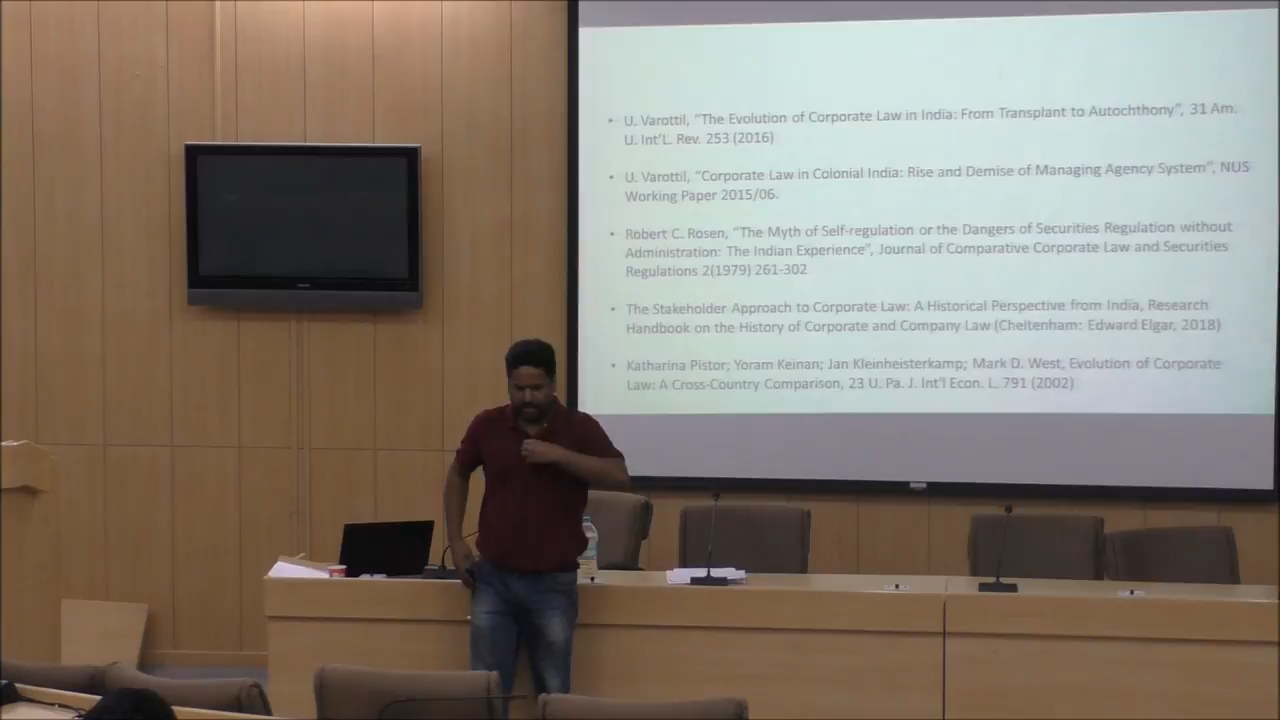 • U. Varottil, "The Evolution of Corporate Law in India: From Transplant to Autochthony", 31 Am.
U. Int'L. Rev. 253 (2016)
• U. Varottil, "Corporate Law in Colonial India: Rise and Demise of Managing Agency System", NUS
Working Paper 2015/06.
• Robert C. Rosen, "The Myth of Self-regulation or the Dangers of Securities Regulation without
Administration: The Indian Experience", Journal of Comparative Corporate Law and Securities
Regulations 2(1979) 261-302
• The Stakeholder Approach to Corporate Law: A Historical Perspective from India, Research
Handbook on the History of Corporate and Company Law (Cheltenham: Edward Elgar, 2018)
• Katharina Pistor; Yoram Keinan; Jan Kleinheisterkamp; Mark D. West, Evolution of Corporate
Law: A Cross-Country Comparison, 23 U. Pa. J. Int'l Econ. L. 791 (2002)